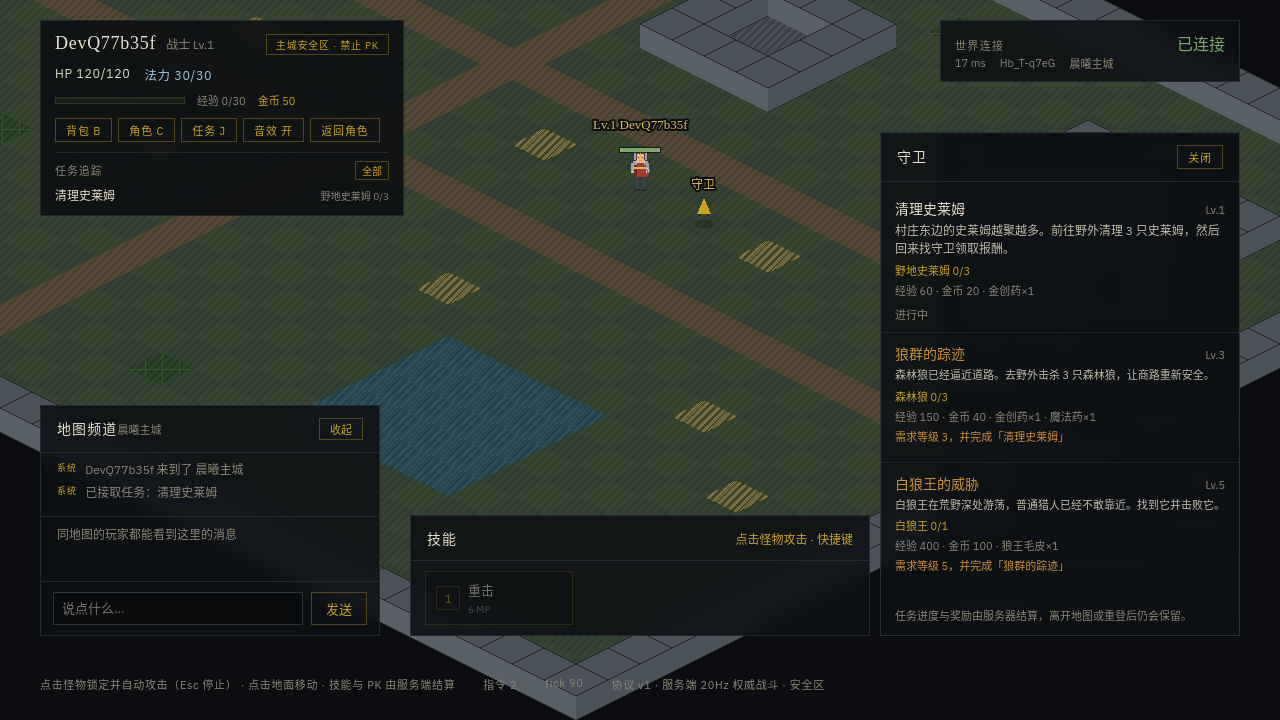 DevQ77b35f 战士 Lv.1 主城安全区 · 禁止 PK
HP 120/120 法力 30/30
经验 0/30 金币 50
背包 B 角色 C 任务 J 音效 开 返回角色
任务追踪 全部
清理史莱姆 野地史莱姆 0/3
世界连接 已连接
17 ms Hb_T-q7eG 晨曦主城
Lv.1 DevQ77b35f
守卫
守卫 关闭
清理史莱姆 Lv.1
村庄东边的史莱姆越聚越多。前往野外清理 3 只史莱姆，然后
回来找守卫领取报酬。
野地史莱姆 0/3
经验 60 · 金币 20 · 金创药×1
进行中
狼群的踪迹 Lv.3
森林狼已经逼近道路。去野外击杀 3 只森林狼，让商路重新安全。
森林狼 0/3
经验 150 · 金币 40 · 金创药×1 · 魔法药×1
需求等级 3，并完成「清理史莱姆」
白狼王的威胁 Lv.5
白狼王在荒野深处游荡，普通猎人已经不敢靠近。找到它并击败它。
白狼王 0/1
经验 400 · 金币 100 · 狼王毛皮×1
需求等级 5，并完成「狼群的踪迹」
任务进度与奖励由服务器结算，离开地图或重登后仍会保留。
地图频道 晨曦主城 收起
系统 DevQ77b35f 来到了 晨曦主城
系统 已接取任务：清理史莱姆
同地图的玩家都能看到这里的消息
说点什么… 发送
技能 点击怪物攻击 · 快捷键
1 重击
6 MP
点击怪物锁定并自动攻击（Esc 停止） · 点击地面移动 · 技能与 PK 由服务端结算 指令 2 tick 90 协议 v1 · 服务端 20Hz 权威战斗 · 安全区